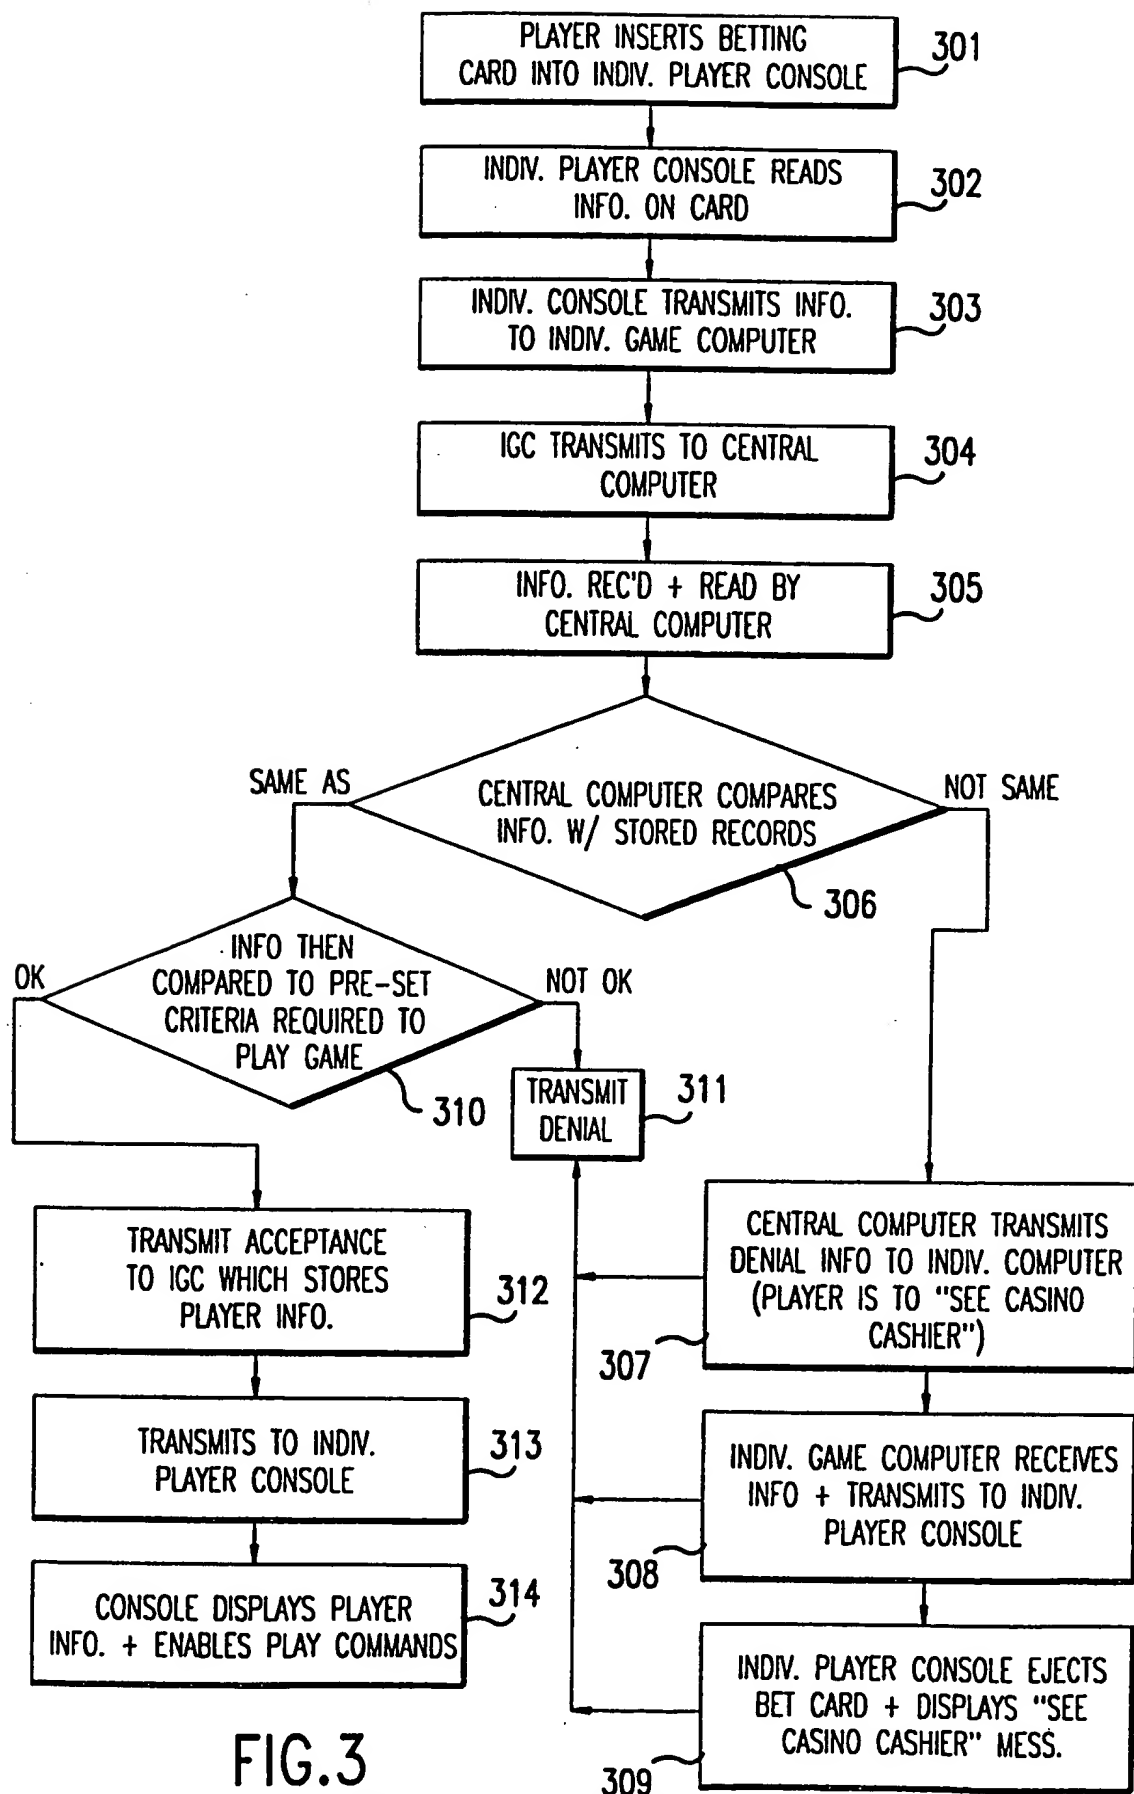 PLAYER INSERTS BETTING
CARD INTO INDIV. PLAYER CONSOLE
301
INDIV. PLAYER CONSOLE READS
INFO. ON CARD
302
INDIV. CONSOLE TRANSMITS INFO.
TO INDIV. GAME COMPUTER
303
IGC TRANSMITS TO CENTRAL
COMPUTER
304
INFO. REC'D + READ BY
CENTRAL COMPUTER
305
SAME AS
CENTRAL COMPUTER COMPARES
INFO. W/ STORED RECORDS
NOT SAME
306
OK
INFO THEN
COMPARED TO PRE-SET
CRITERIA REQUIRED TO
PLAY GAME
NOT OK
310
TRANSMIT
DENIAL
311
TRANSMIT ACCEPTANCE
TO IGC WHICH STORES
PLAYER INFO.
312
CENTRAL COMPUTER TRANSMITS
DENIAL INFO TO INDIV. COMPUTER
(PLAYER IS TO "SEE CASINO
CASHIER")
307
TRANSMITS TO INDIV.
PLAYER CONSOLE
313
INDIV. GAME COMPUTER RECEIVES
INFO + TRANSMITS TO INDIV.
PLAYER CONSOLE
308
CONSOLE DISPLAYS PLAYER
INFO. + ENABLES PLAY COMMANDS
314
INDIV. PLAYER CONSOLE EJECTS
BET CARD + DISPLAYS "SEE
CASINO CASHIER" MESS.
309
FIG.3